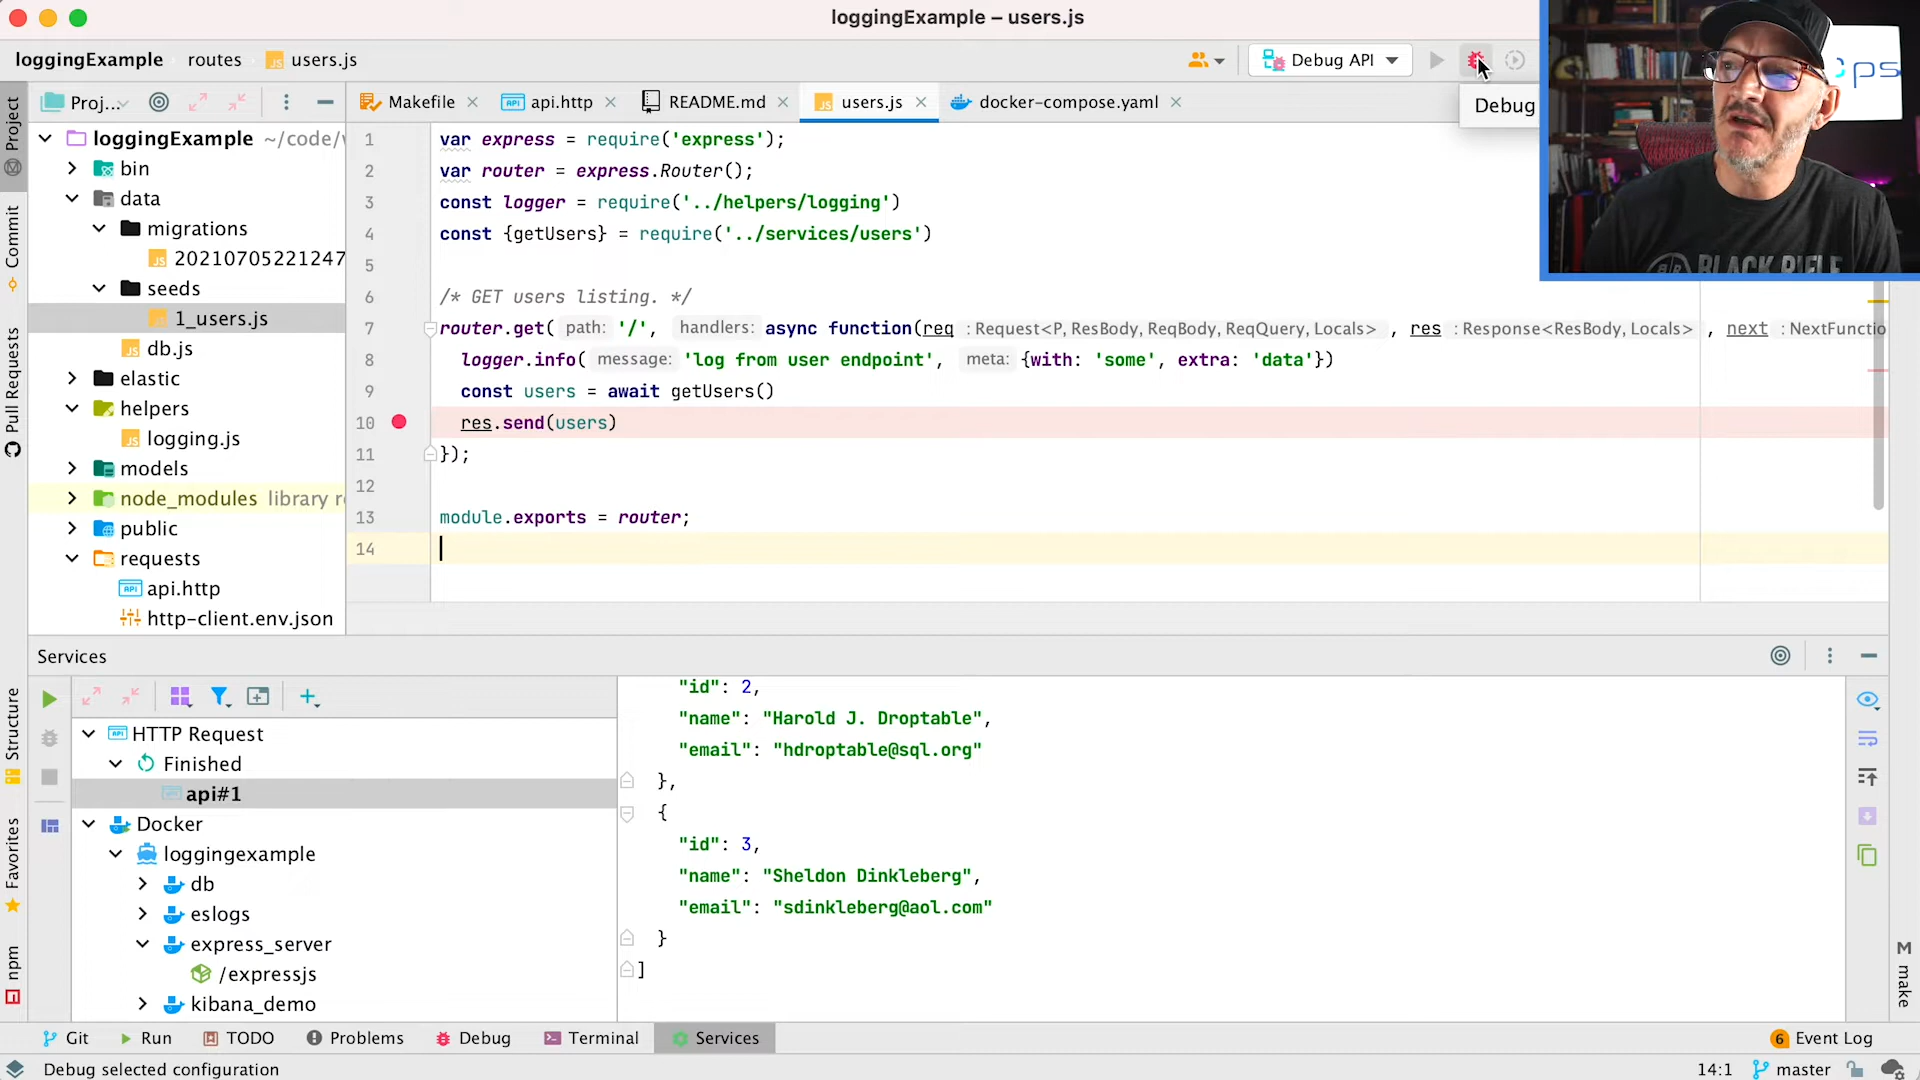 loggingExample – users.js
loggingExample routes users.js
Debug API
Debug
ps
BLACK RIFLE
Project
Commit
Pull Requests
Structure
Favorites
npm
Proj...
Makefile
api.http
README.md
users.js
docker-compose.yaml
loggingExample ~/code/
bin
data
migrations
20210705221247
seeds
1_users.js
db.js
elastic
helpers
logging.js
models
node_modules library
public
requests
api.http
http-client.env.json
1 var express = require('express');
2 var router = express.Router();
3 const logger = require('../helpers/logging')
4 const {getUsers} = require('../services/users')
5
6 /* GET users listing. */
7 router.get( path: '/', handlers: async function(req : Request<P, ResBody, ReqBody, ReqQuery, Locals> , res : Response<ResBody, Locals> , next : NextFunctio
8 logger.info( message: 'log from user endpoint', meta: {with: 'some', extra: 'data'})
9 const users = await getUsers()
10 res.send(users)
11 });
12
13 module.exports = router;
14
Services
HTTP Request
Finished
api#1
Docker
loggingexample
db
eslogs
express_server
/expressjs
kibana_demo
"id": 2,
"name": "Harold J. Droptable",
"email": "hdroptable@sql.org"
},
{
"id": 3,
"name": "Sheldon Dinkleberg",
"email": "sdinkleberg@aol.com"
}
]
M make
Git Run TODO Problems Debug Terminal Services 6 Event Log
Debug selected configuration 14:1 master